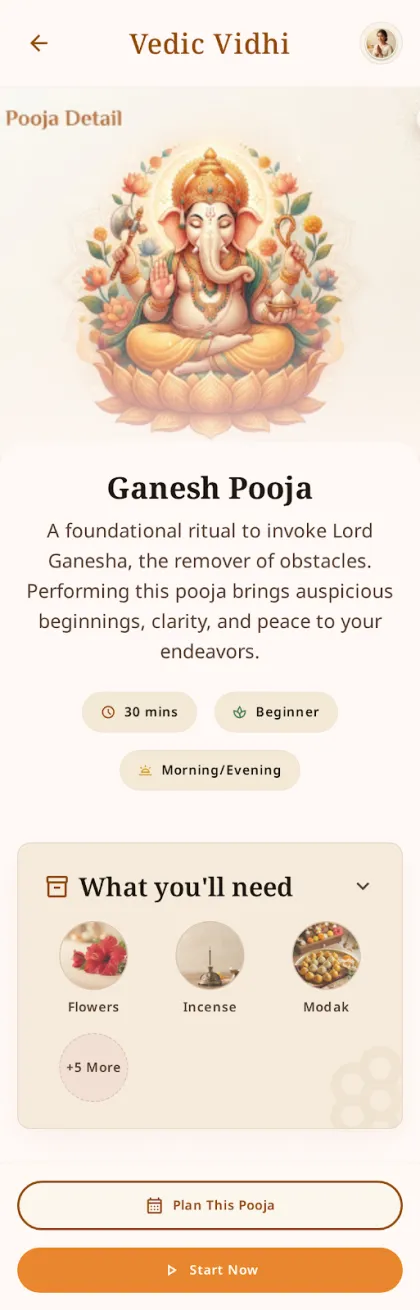 Vedic Vidhi
Pooja Detail
Ganesh Pooja
A foundational ritual to invoke Lord
Ganesha, the remover of obstacles.
Performing this pooja brings auspicious
beginnings, clarity, and peace to your
endeavors.
30 mins
Beginner
Morning/Evening
What you'll need
Flowers
Incense
Modak
+5 More
Plan This Pooja
Start Now